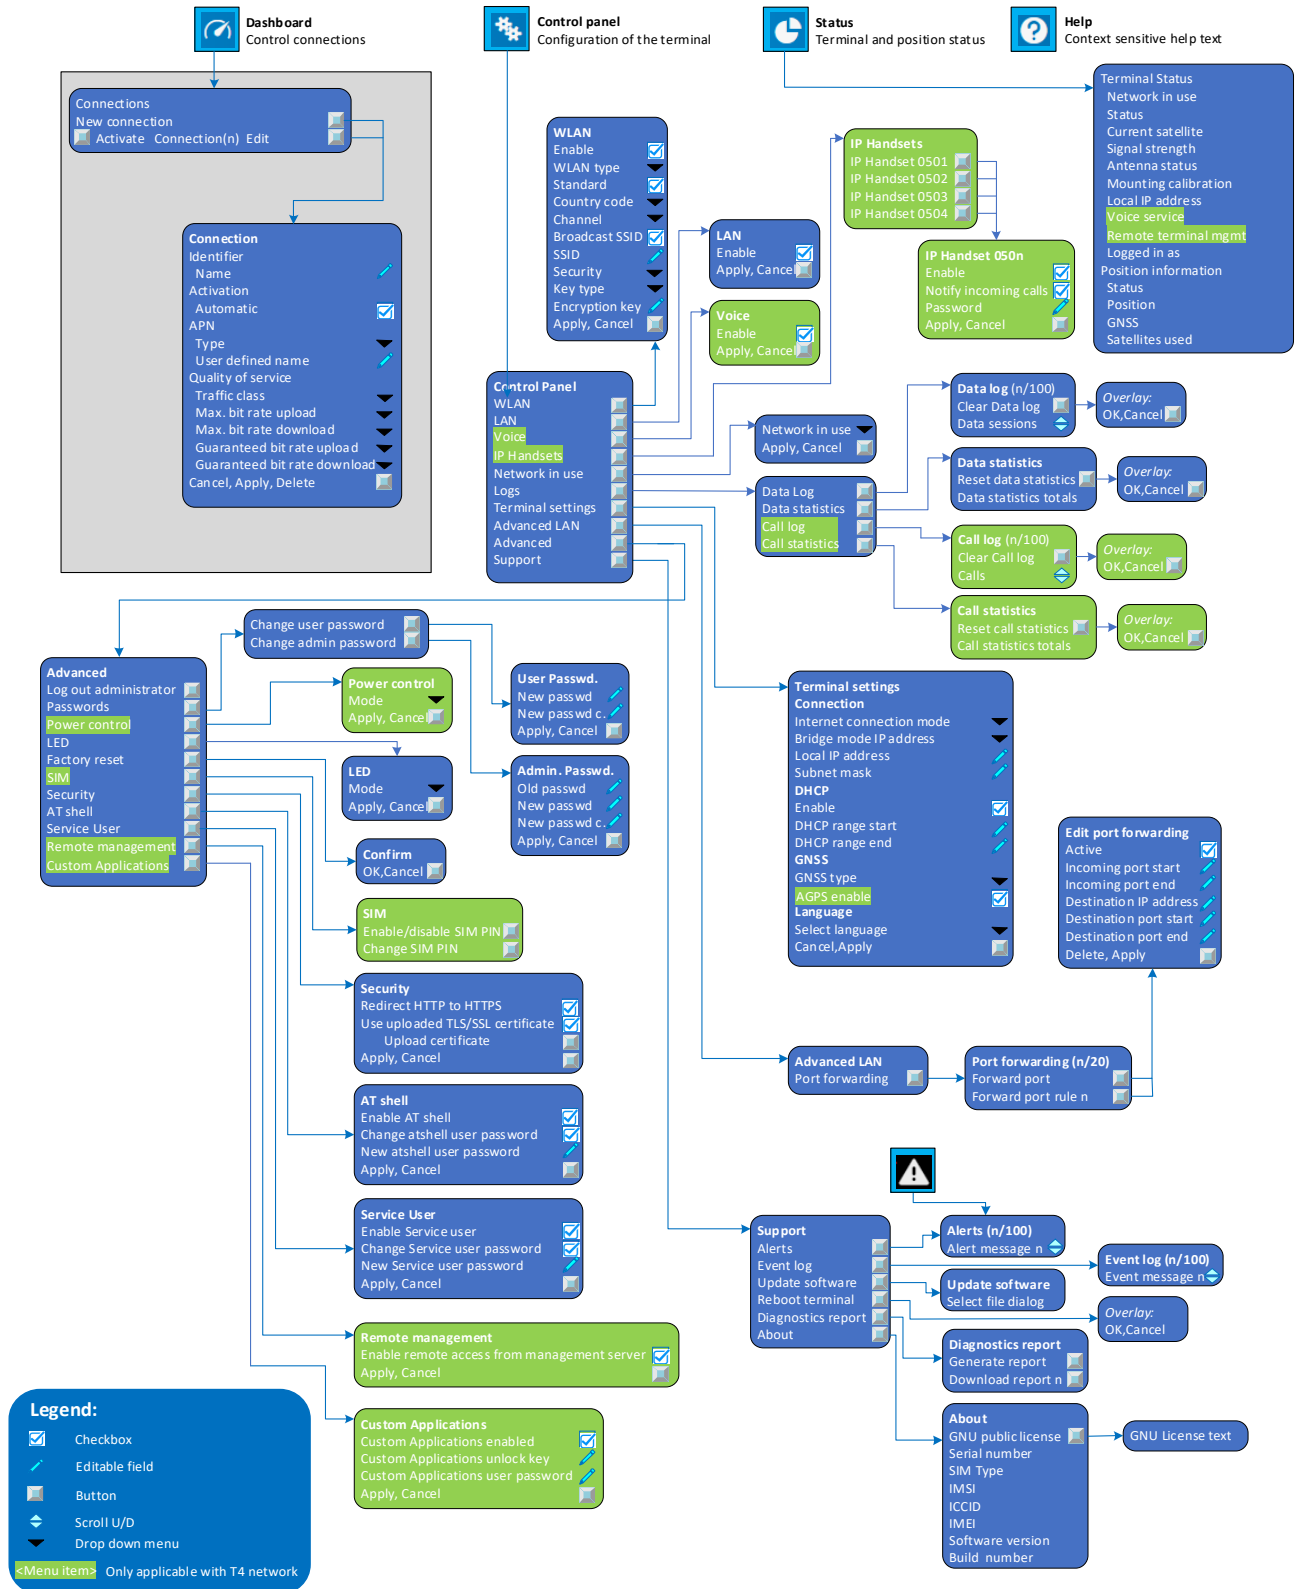 Dashboard
Control connections
Control panel
Configuration of the terminal
Status
Terminal and position status
Help
Context sensitive help text
Connections
New connection
Activate Connection(n) Edit
Connection
Identifier
Name
Activation
Automatic
APN
Type
User defined name
Quality of service
Traffic class
Max. bit rate upload
Max. bit rate download
Guaranteed bit rate upload
Guaranteed bit rate download
Cancel, Apply, Delete
WLAN
Enable
WLAN type
Standard
Country code
Channel
Broadcast SSID
SSID
Security
Key type
Encryption key
Apply, Cancel
LAN
Enable
Apply, Cancel
Voice
Enable
Apply, Cancel
IP Handsets
IP Handset 0501
IP Handset 0502
IP Handset 0503
IP Handset 0504
IP Handset 050n
Enable
Notify incoming calls
Password
Apply, Cancel
Terminal Status
Network in use
Status
Current satellite
Signal strength
Antenna status
Mounting calibration
Local IP address
Voice service
Remote terminal mgmt
Logged in as
Position information
Status
Position
GNSS
Satellites used
Control Panel
WLAN
LAN
Voice
IP Handsets
Network in use
Logs
Terminal settings
Advanced LAN
Advanced
Support
Network in use
Apply, Cancel
Data Log
Data statistics
Call log
Call statistics
Data log (n/100)
Clear Data log
Data sessions
Overlay:
OK,Cancel
Data statistics
Reset data statistics
Data statistics totals
Overlay:
OK,Cancel
Call log (n/100)
Clear Call log
Calls
Overlay:
OK,Cancel
Call statistics
Reset call statistics
Call statistics totals
Overlay:
OK,Cancel
Change user password
Change admin password
Advanced
Log out administrator
Passwords
Power control
LED
Factory reset
SIM
Security
AT shell
Service User
Remote management
Custom Applications
Power control
Mode
Apply, Cancel
LED
Mode
Apply, Cancel
User Passwd.
New passwd
New passwd c.
Apply, Cancel
Admin. Passwd.
Old passwd
New passwd
New passwd c.
Apply, Cancel
Confirm
OK,Cancel
SIM
Enable/disable SIM PIN
Change SIM PIN
Security
Redirect HTTP to HTTPS
Use uploaded TLS/SSL certificate
Upload certificate
Apply, Cancel
AT shell
Enable AT shell
Change atshell user password
New atshell user password
Apply, Cancel
Service User
Enable Service user
Change Service user password
New Service user password
Apply, Cancel
Remote management
Enable remote access from management server
Apply, Cancel
Custom Applications
Custom Applications enabled
Custom Applications unlock key
Custom Applications user password
Apply, Cancel
Terminal settings
Connection
Internet connection mode
Bridge mode IP address
Local IP address
Subnet mask
DHCP
Enable
DHCP range start
DHCP range end
GNSS
GNSS type
AGPS enable
Language
Select language
Cancel,Apply
Edit port forwarding
Active
Incoming port start
Incoming port end
Destination IP address
Destination port start
Destination port end
Delete, Apply
Advanced LAN
Port forwarding
Port forwarding (n/20)
Forward port
Forward port rule n
Support
Alerts
Event log
Update software
Reboot terminal
Diagnostics report
About
Alerts (n/100)
Alert message n
Event log (n/100)
Event message n
Update software
Select file dialog
Overlay:
OK,Cancel
Diagnostics report
Generate report
Download report n
About
GNU public license
Serial number
SIM Type
IMSI
ICCID
IMEI
Software version
Build number
GNU License text
Legend:
Checkbox
Editable field
Button
Scroll U/D
Drop down menu
<Menu item> Only applicable with T4 network